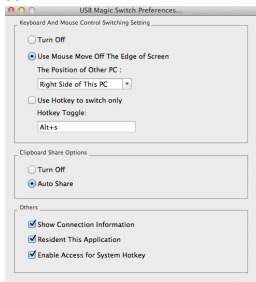 USB Magic Switch Preferences...
Keyboard And Mouse Control Switching Setting
Turn Off
Use Mouse Move Off The Edge of Screen
The Position of Other PC :
Right Side of This PC
Use Hotkey to switch only
Hotkey Toggle:
Alt+s
Clipboard Share Options
Turn Off
Auto Share
Others
Show Connection Information
Resident This Application
Enable Access for System Hotkey